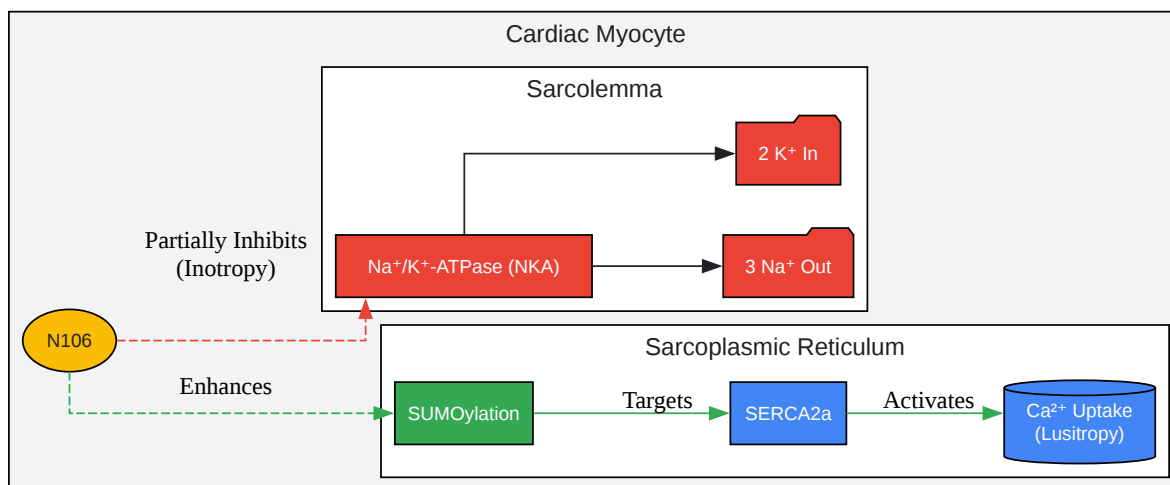 Cardiac Myocyte
Sarcolemma
2 K⁺ In
Partially Inhibits
(Inotropy)
Na⁺/K⁺-ATPase (NKA)
3 Na⁺ Out
N106
Sarcoplasmic Reticulum
Enhances
SUMOylation
Targets
SERCA2a
Activates
Ca²⁺ Uptake
(Lusitropy)